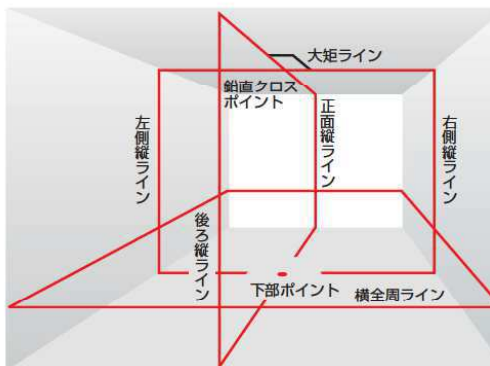 大矩ライン
鉛直クロス
ポイント
左側縦ライン
正面縦ライン
右側縦ライン
後ろ縦ライン
下部ポイント
横全周ライン